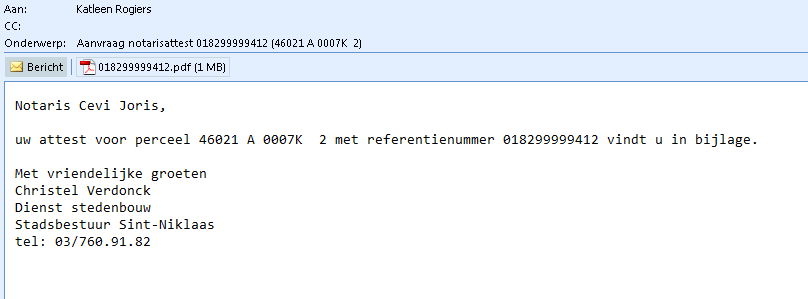 Aan: Katleen Rogiers
CC:
Onderwerp: Aanvraag notarisattest 018299999412 (46021 A 0007K  2)
Bericht 018299999412.pdf (1 MB)
Notaris Cevi Joris,
uw attest voor perceel 46021 A 0007K  2 met referentienummer 018299999412 vindt u in bijlage.
Met vriendelijke groeten
Christel Verdonck
Dienst stedenbouw
Stadsbestuur Sint-Niklaas
tel: 03/760.91.82